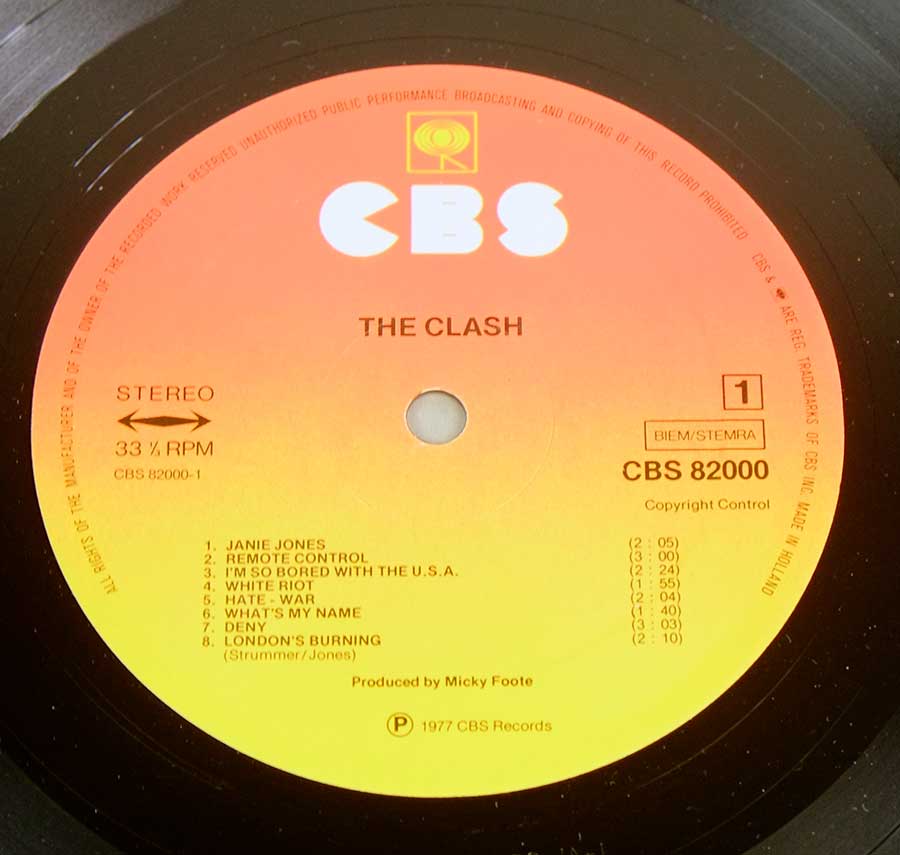 ALL RIGHTS OF THE MANUFACTURER AND OF THE OWNER OF THE RECORDED WORK RESERVED UNAUTHORIZED PUBLIC PERFORMANCE BROADCASTING AND COPYING OF THIS RECORD PROHIBITED
CBS & ARE REG. TRADEMARKS OF CBS INC. MADE IN HOLLAND
CBS
THE CLASH
STEREO
33 ⅓ RPM
CBS 82000-1
1
BIEM/STEMRA
CBS 82000
Copyright Control
1. JANIE JONES (2 : 05)
2. REMOTE CONTROL (3 : 00)
3. I'M SO BORED WITH THE U.S.A. (2 : 24)
4. WHITE RIOT (1 : 55)
5. HATE - WAR (2 : 04)
6. WHAT'S MY NAME (1 : 40)
7. DENY (3 : 03)
8. LONDON'S BURNING (2 : 10)
(Strummer/Jones)
Produced by Micky Foote
Ⓟ 1977 CBS Records